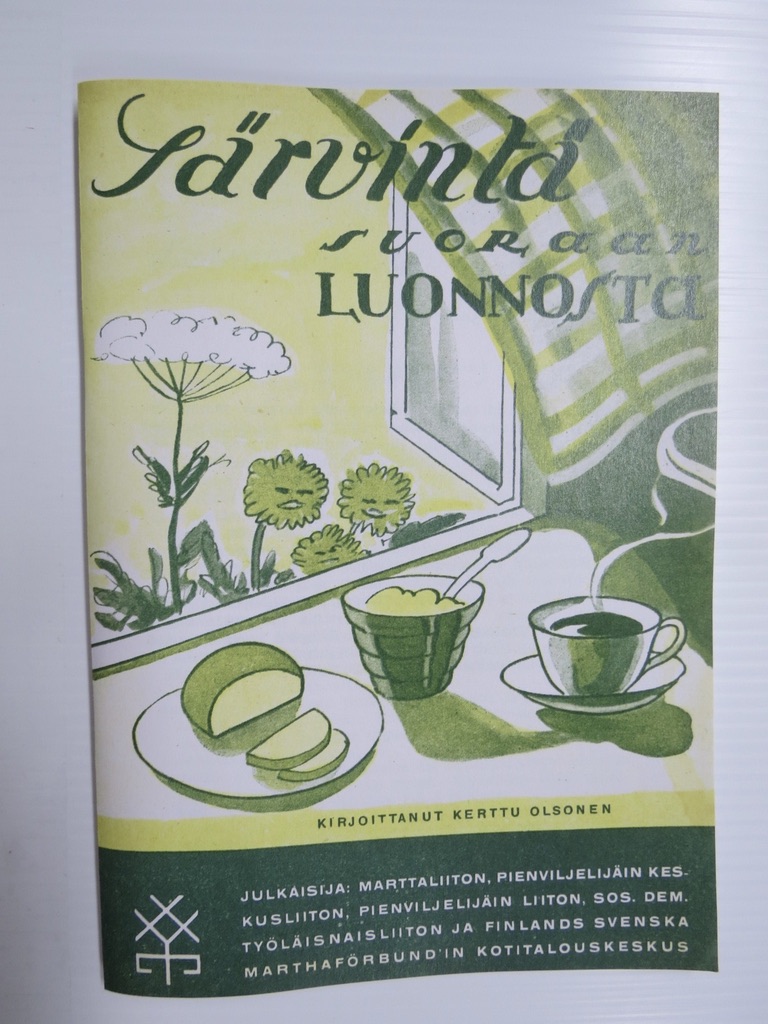 Särvintä
SUORaan
LUONNOSTa
KIRJOITTANUT KERTTU OLSONEN
JULKAISIJA: MARTTALIITON, PIENVILJELIJÄIN KES-
KUSLIITON, PIENVILJELIJÄIN LIITON, SOS. DEM.
TYÖLÄISNAISLIITON JA FINLANDS SVENSKA
MARTHAFÖRBUND'IN KOTITALOUSKESKUS